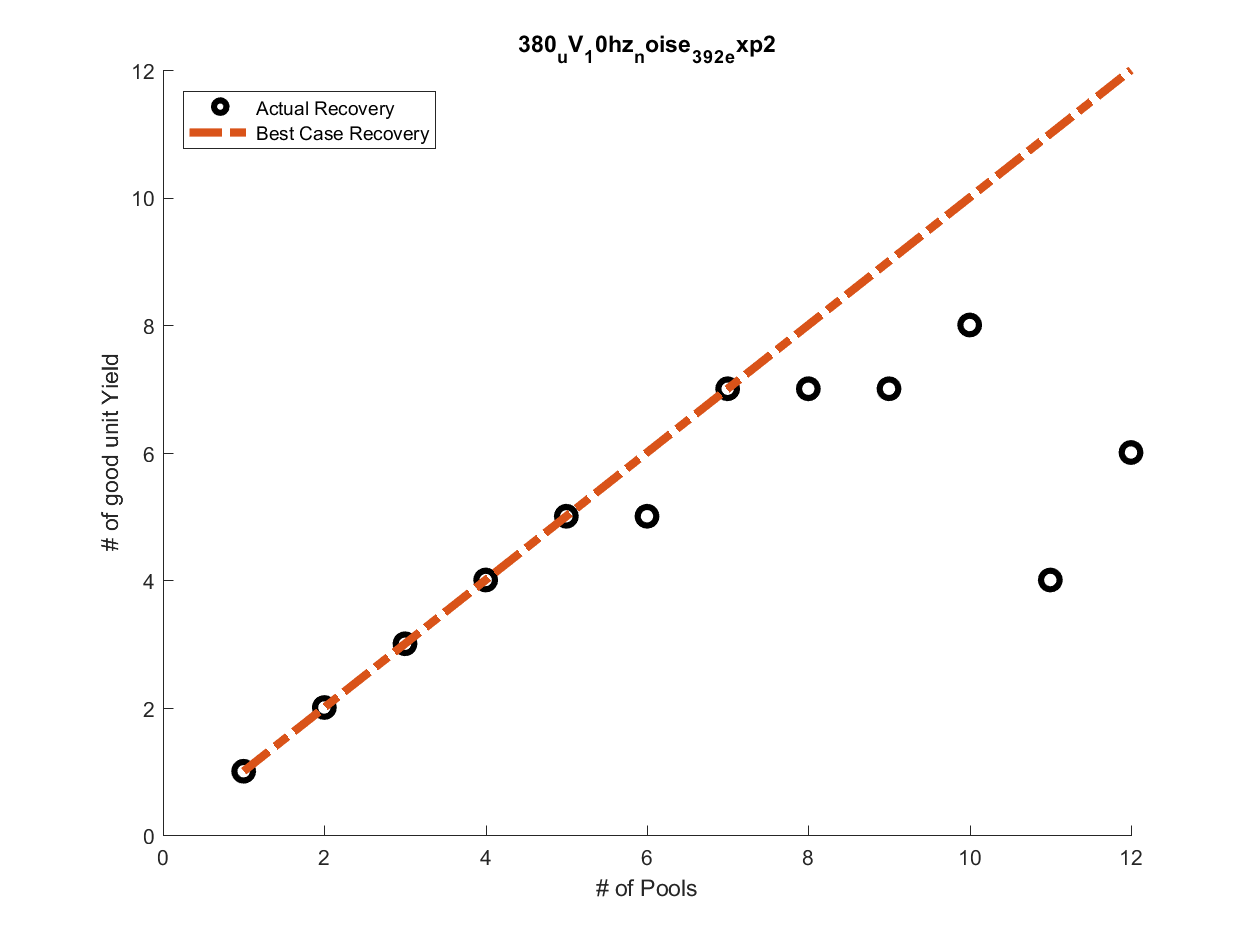 380uV10hznoise392exp2
Actual Recovery
Best Case Recovery
12
10
8
6
4
2
0
# of good unit Yield
0 2 4 6 8 10 12
# of Pools